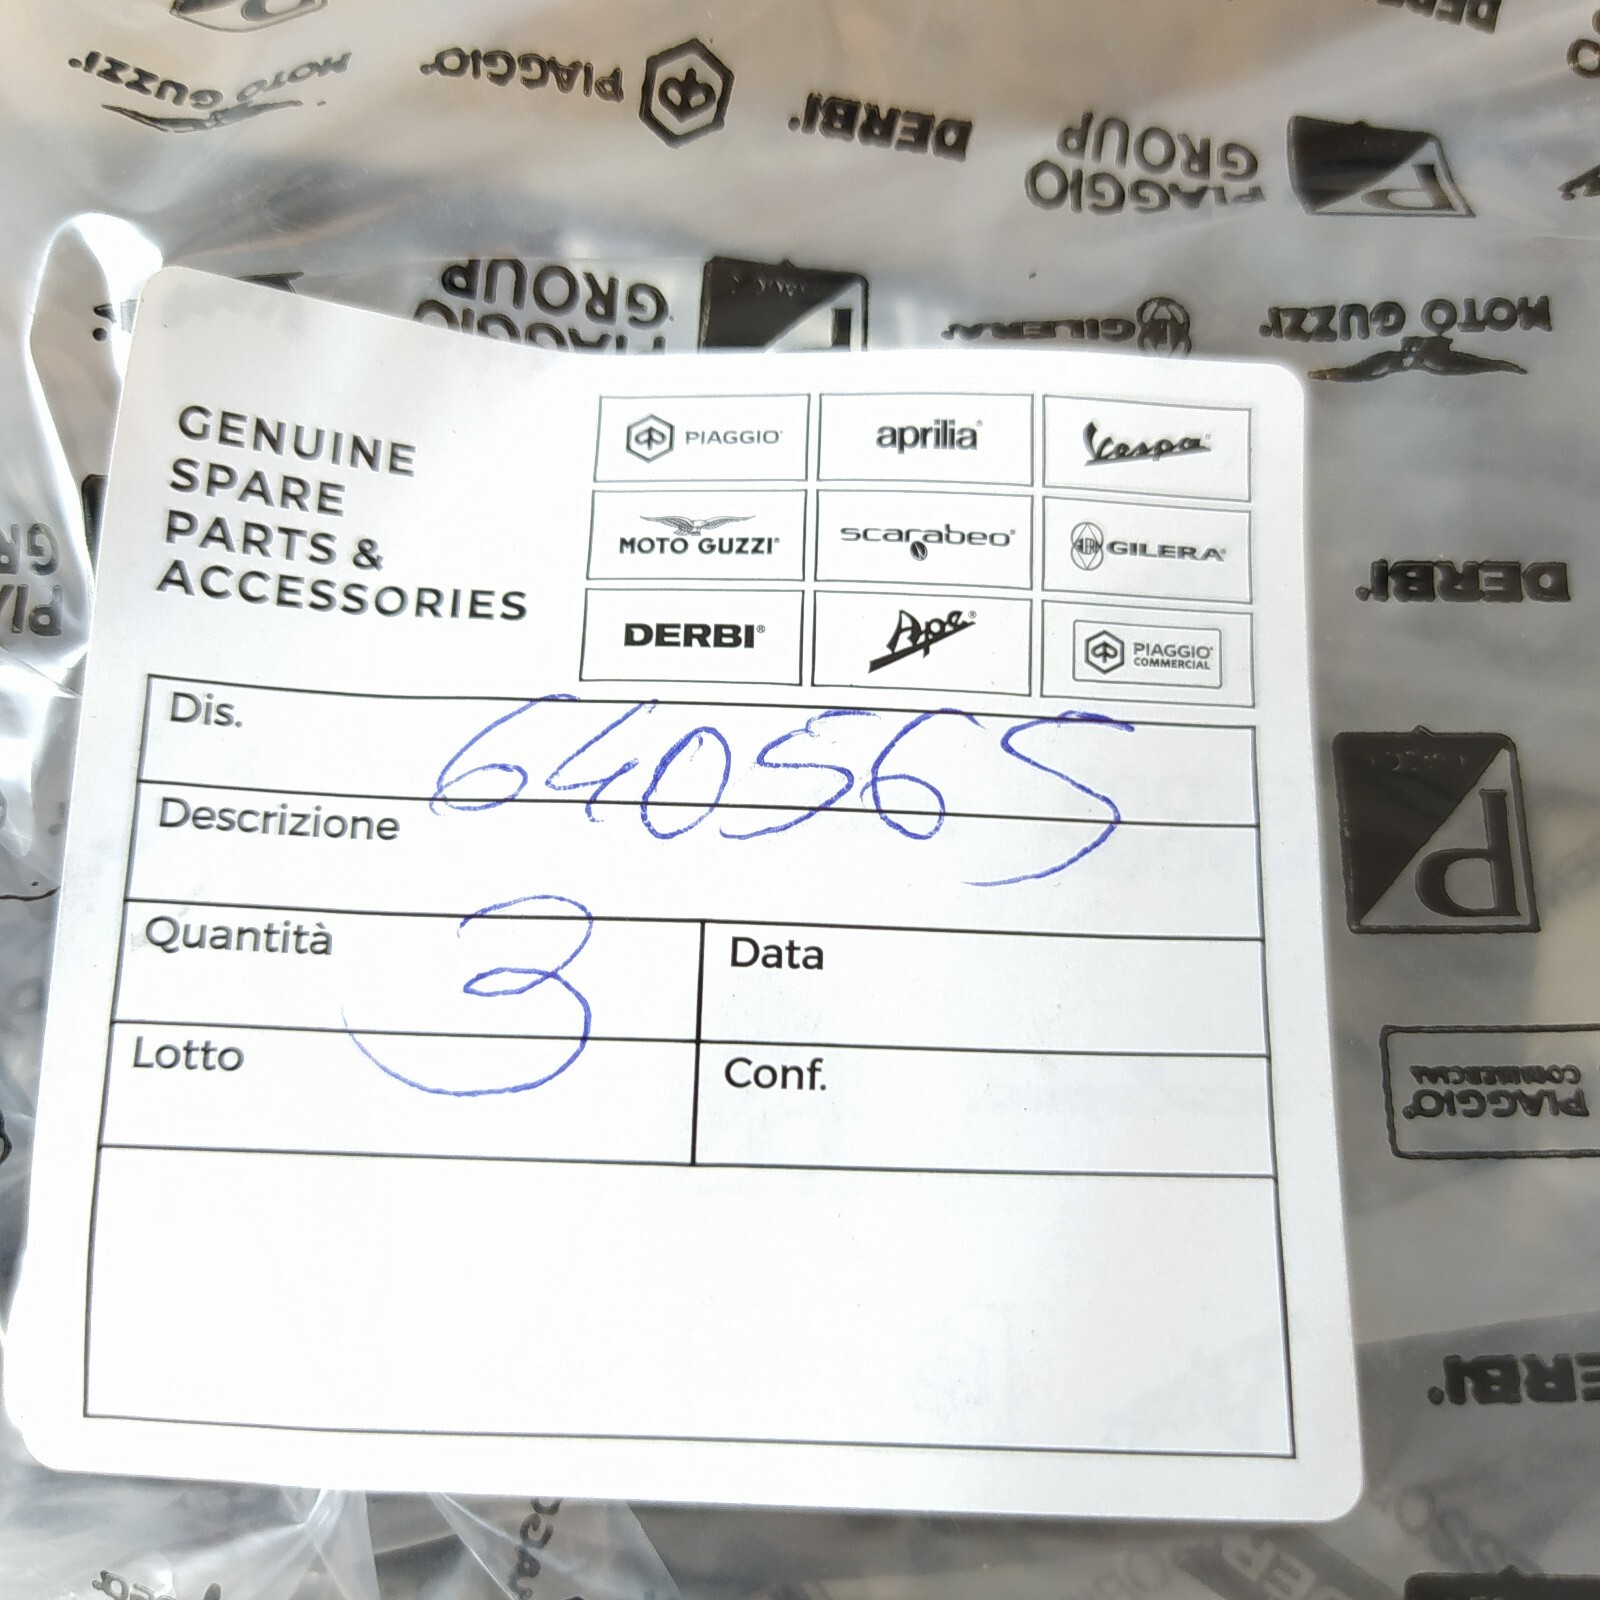 MOTO GUZZI
PIAGGIO
DERBI
PIAGGIO
GROUP
PIAGGIO
GROUP
GILERA
MOTO GUZZI
GENUINE
SPARE
PARTS &
ACCESSORIES
PIAGGIO
aprilia
Vespa
MOTO GUZZI
scarabeo
GILERA
DERBI
Ape
PIAGGIO
COMMERCIAL
DERBI
Dis. 640565
Descrizione
Quantità 3
Data
Lotto
Conf.
PIAGGIO
COMMERCIAL
DERBI